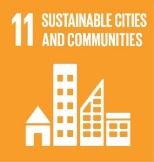 11 SUSTAINABLE CITIES
AND COMMUNITIES